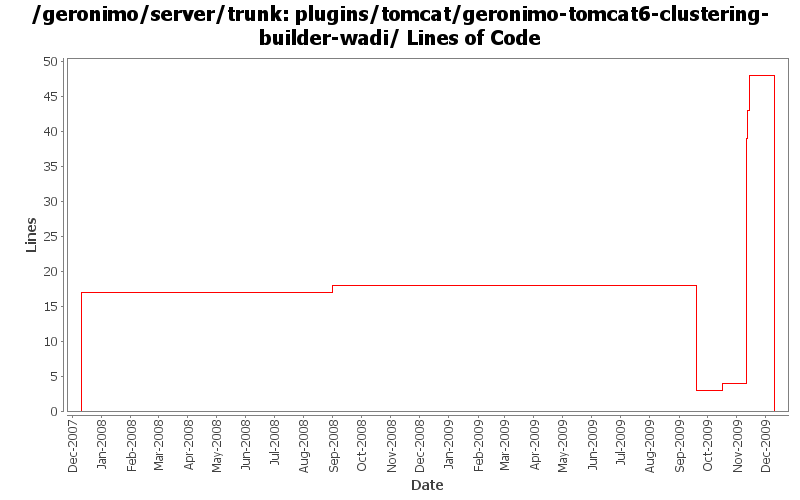 /geronimo/server/trunk: plugins/tomcat/geronimo-tomcat6-clustering-
builder-wadi/ Lines of Code
50
45
40
35
30
25
20
15
10
5
0
Lines
Dec-2007
Jan-2008
Feb-2008
Mar-2008
Apr-2008
May-2008
Jun-2008
Jul-2008
Aug-2008
Sep-2008
Oct-2008
Nov-2008
Dec-2008
Jan-2009
Feb-2009
Mar-2009
Apr-2009
May-2009
Jun-2009
Jul-2009
Aug-2009
Sep-2009
Oct-2009
Nov-2009
Dec-2009
Date